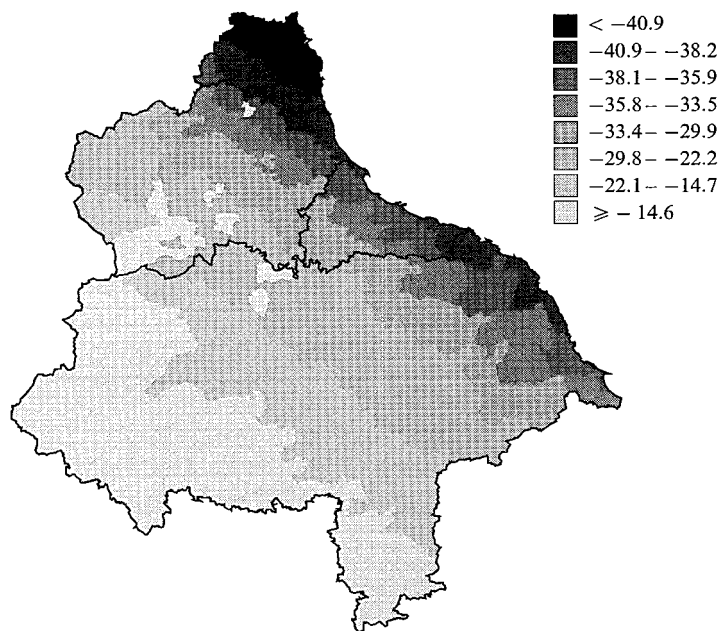 < −40.9
−40.9 – −38.2
−38.1 – −35.9
−35.8 – −33.5
−33.4 – −29.9
−29.8 – −22.2
−22.1 – −14.7
⩾ − 14.6